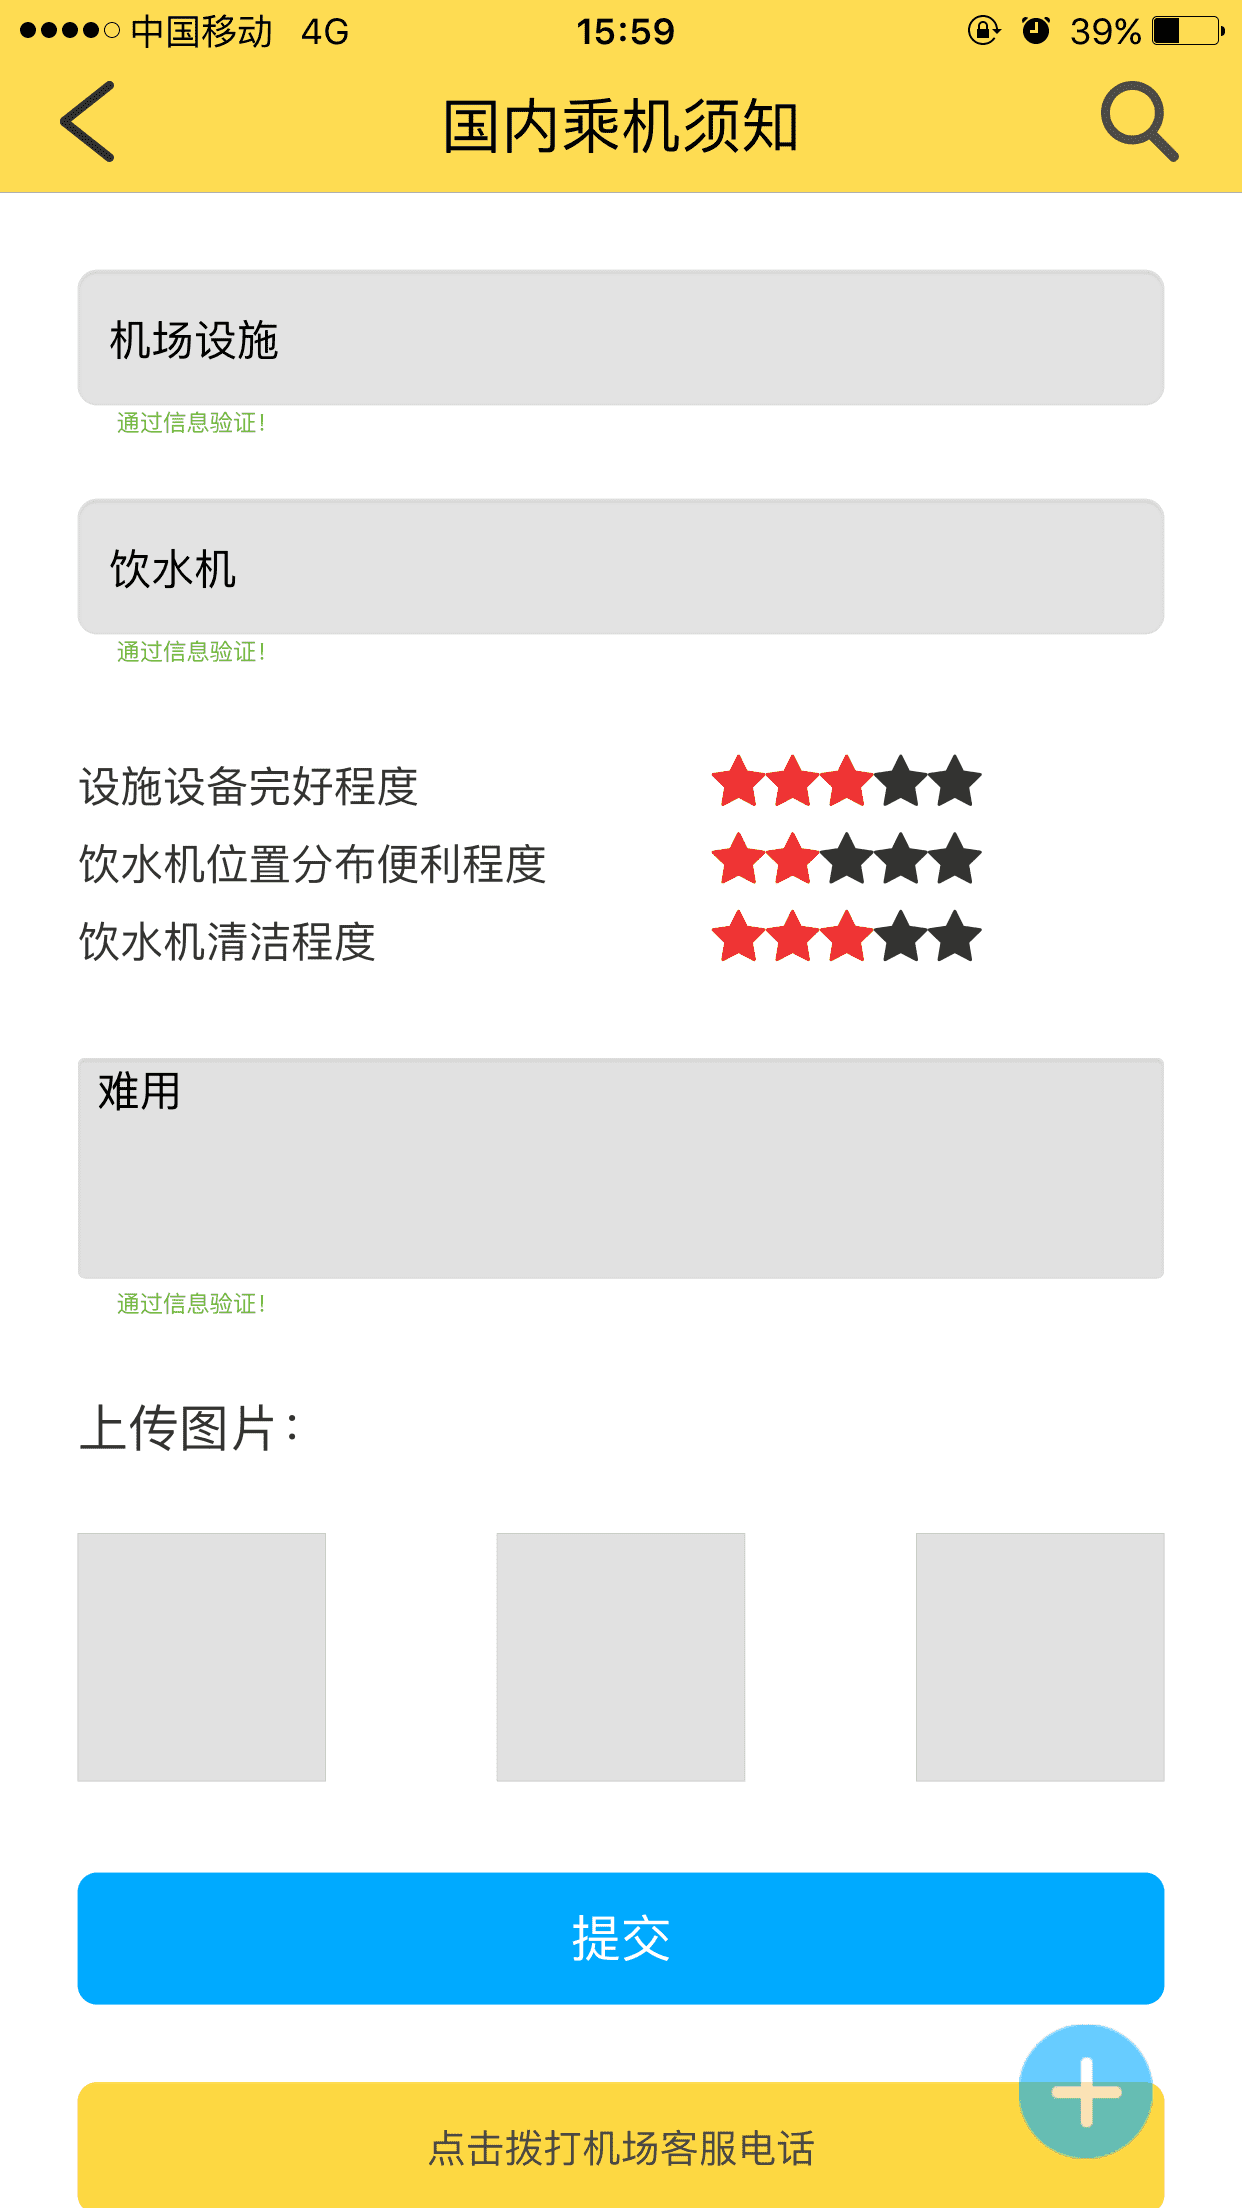 中国移动 4G 15:59 39%
国内乘机须知
机场设施
通过信息验证!
饮水机
通过信息验证!
设施设备完好程度
饮水机位置分布便利程度
饮水机清洁程度
难用
通过信息验证!
上传图片：
提交
点击拨打机场客服电话